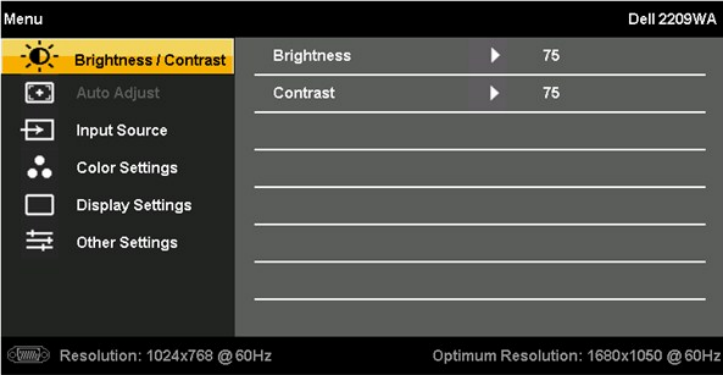 Menu Dell 2209WA
Brightness / Contrast Brightness 75
Auto Adjust Contrast 75
Input Source
Color Settings
Display Settings
Other Settings
Resolution: 1024x768 @60Hz Optimum Resolution: 1680x1050 @60Hz